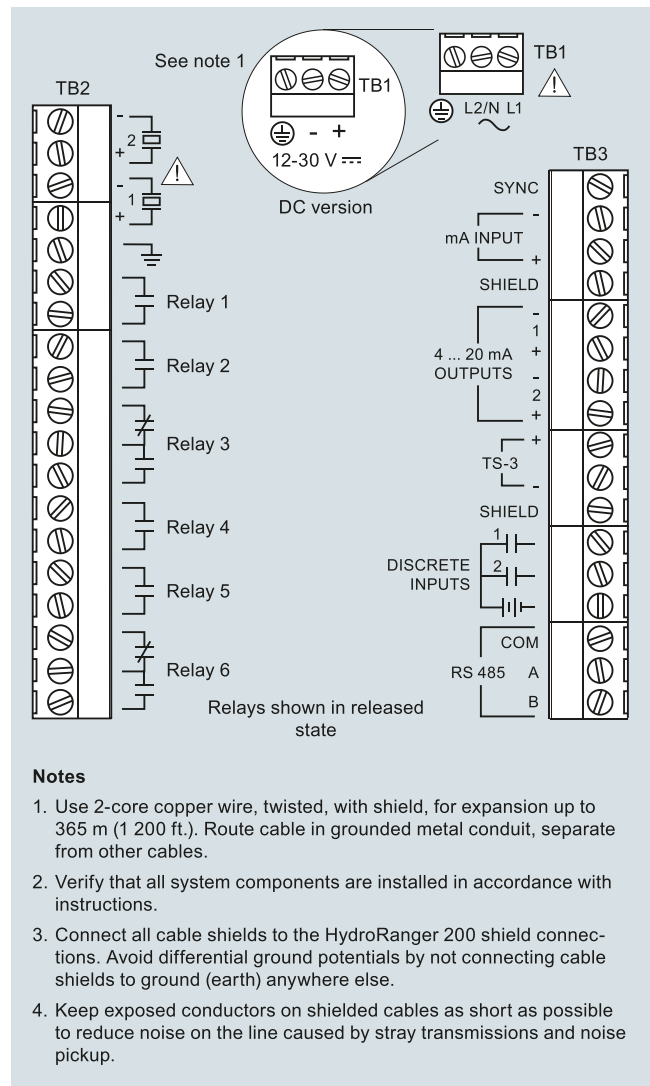 See note 1
TB1
TB1
L2/N L1
- +
12-30 V
DC version
TB2
-
2
+
-
1
+
Relay 1
Relay 2
Relay 3
Relay 4
Relay 5
Relay 6
TB3
SYNC
-
mA INPUT
+
SHIELD
-
1
4 ... 20 mA
+
OUTPUTS
-
2
+
+
TS-3
-
SHIELD
1
DISCRETE
2
INPUTS
COM
RS 485
A
B
Relays shown in released
state
Notes
1. Use 2-core copper wire, twisted, with shield, for expansion up to
365 m (1 200 ft.). Route cable in grounded metal conduit, separate
from other cables.
2. Verify that all system components are installed in accordance with
instructions.
3. Connect all cable shields to the HydroRanger 200 shield connec-
tions. Avoid differential ground potentials by not connecting cable
shields to ground (earth) anywhere else.
4. Keep exposed conductors on shielded cables as short as possible
to reduce noise on the line caused by stray transmissions and noise
pickup.